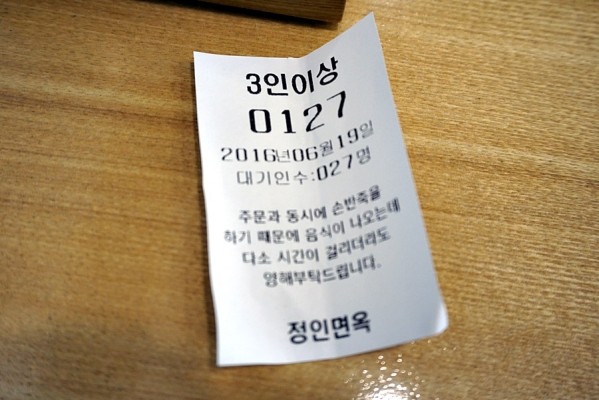 3인이상
0127
2016년06월19일
대기인수:027명
주문과 동시에 손반죽을
하기 때문에 음식이 나오는데
다소 시간이 걸리더라도
양해부탁드립니다.
정인면옥